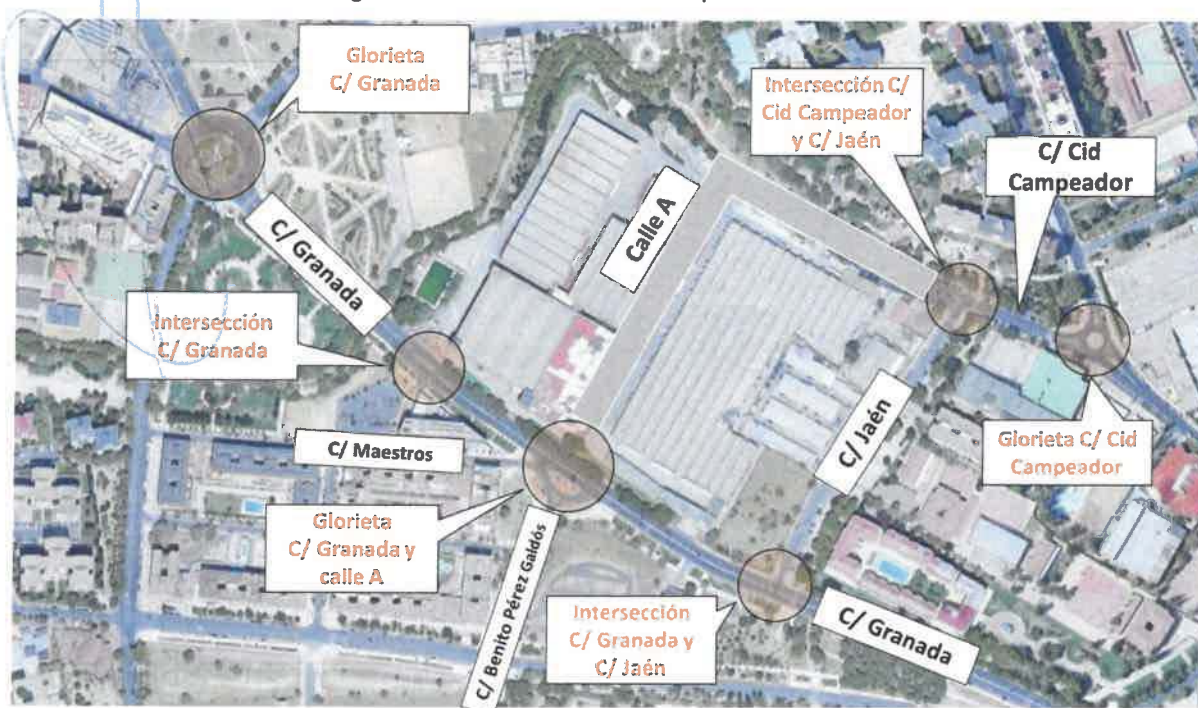 Glorieta
C/ Granada
Intersección C/
Cid Campeador
y C/ Jaén
C/ Cid
Campeador
Calle A
C/ Granada
Intersección
C/ Granada
C/ Maestros
C/ Jaén
Glorieta C/ Cid
Campeador
Glorieta
C/ Granada y
calle A
C/ Benito Pérez Galdós
Intersección
C/ Granada y
C/ Jaén
C/ Granada